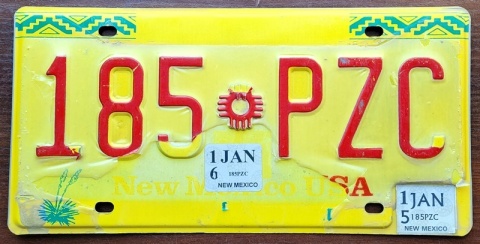 185 PZC
1 JAN
6 185PZC
NEW MEXICO
New Mexico USA
1 JAN
5 185PZC
NEW MEXICO